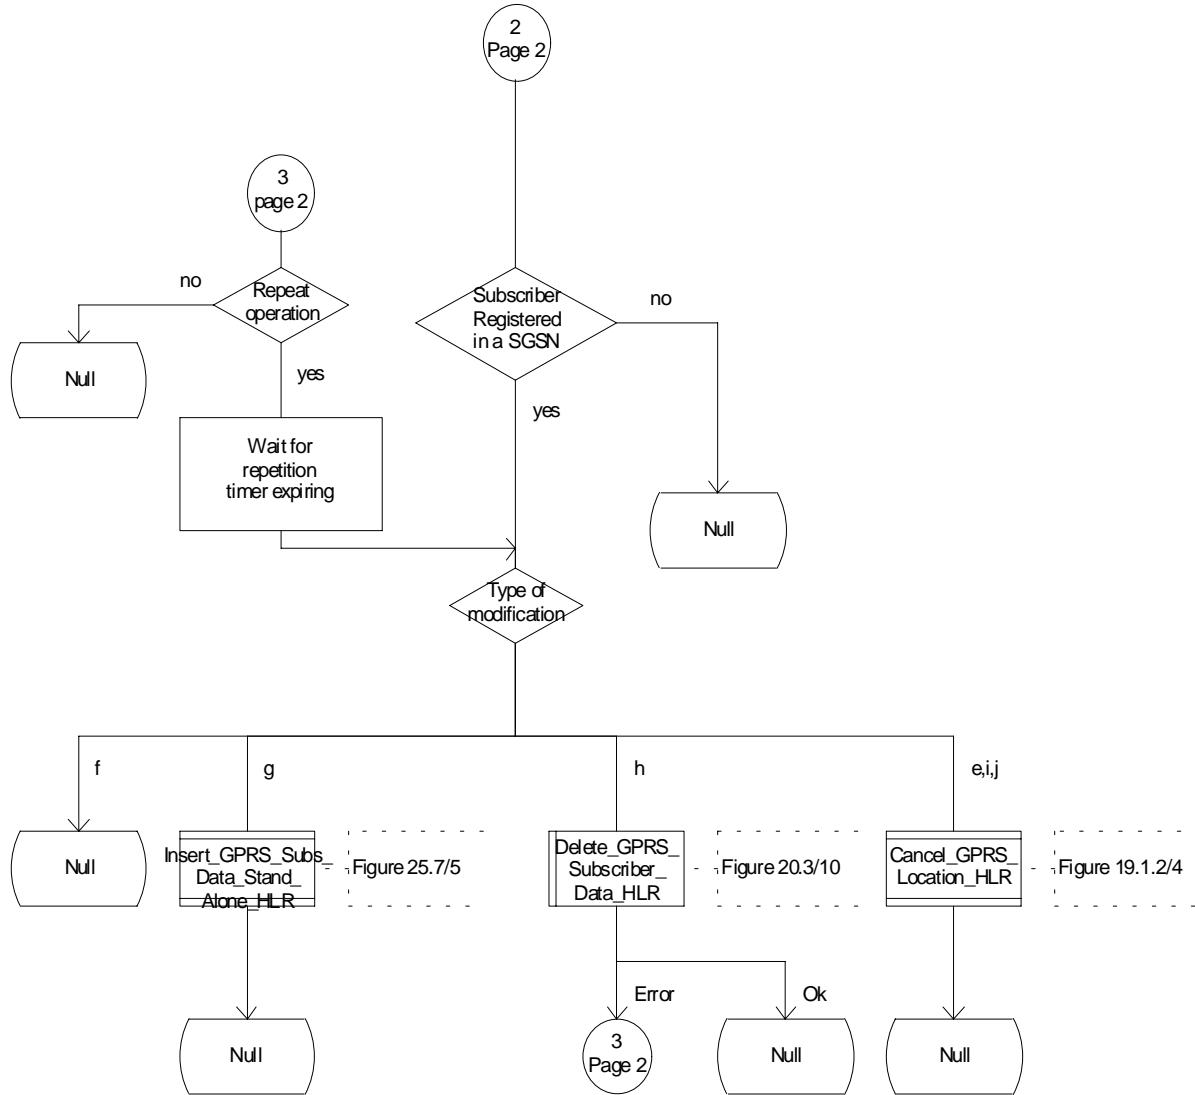 2
Page 2
3
page 2
no
Repeat
operation
yes
Null
Wait for
repetition
timer expiring
Subscriber
Registered
in a SGSN
no
yes
Null
Type of
modification
f
g
h
e,i,j
Null
Insert_GPRS_Subs_
Data_Stand_
Alone_HLR
Figure 25.7/5
Delete_GPRS_
Subscriber_
Data_HLR
Figure 20.3/10
Cancel_GPRS_
Location_HLR
Figure 19.1.2/4
Error
Ok
Null
3
Page 2
Null
Null